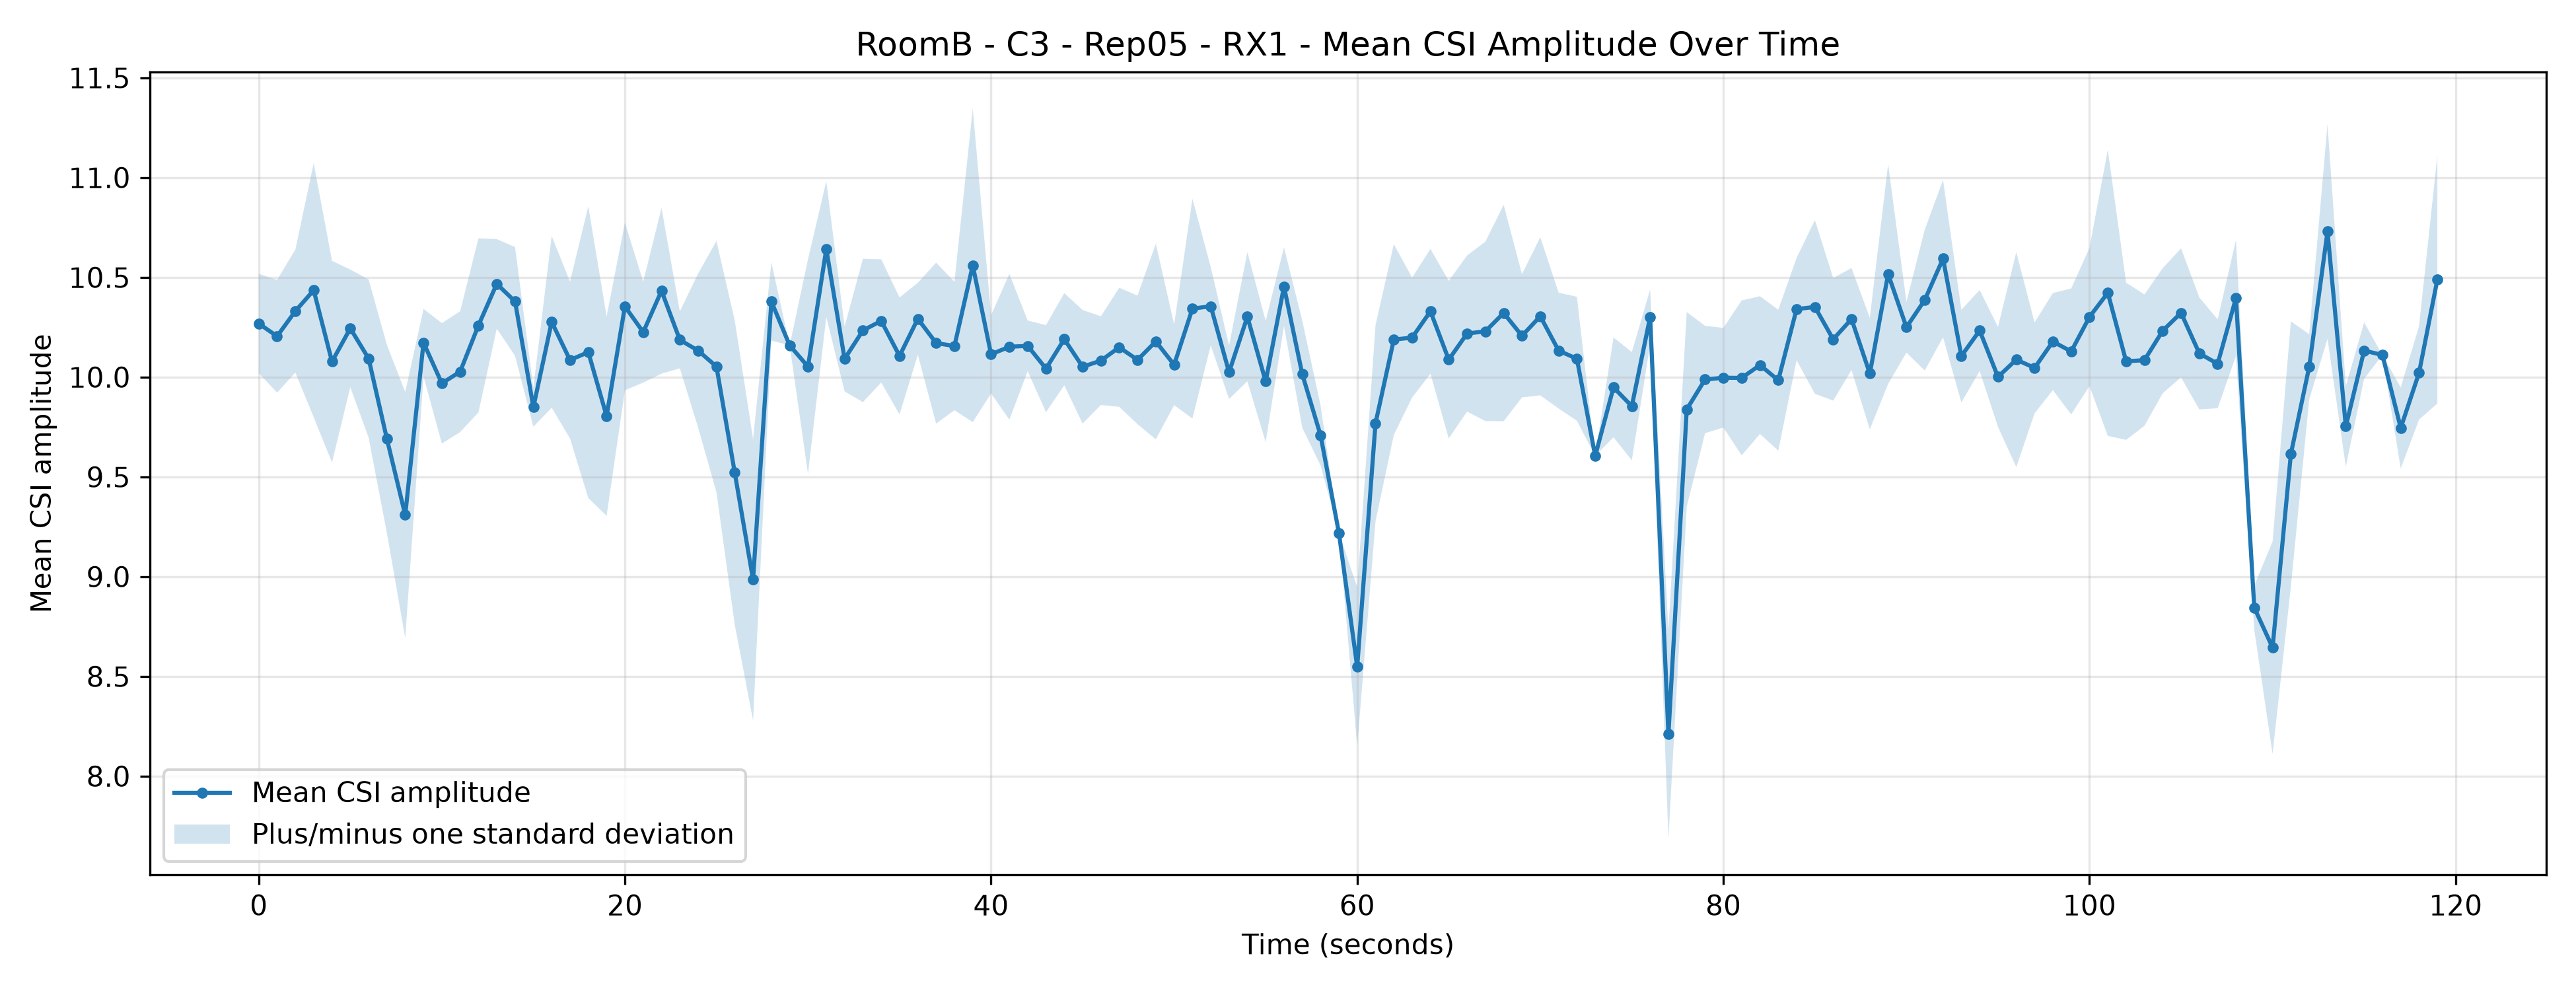 RoomB - C3 - Rep05 - RX1 - Mean CSI Amplitude Over Time
Mean CSI amplitude
11.5
11.0
10.5
10.0
9.5
9.0
8.5
8.0
Mean CSI amplitude
Plus/minus one standard deviation
0 20 40 60 80 100 120
Time (seconds)